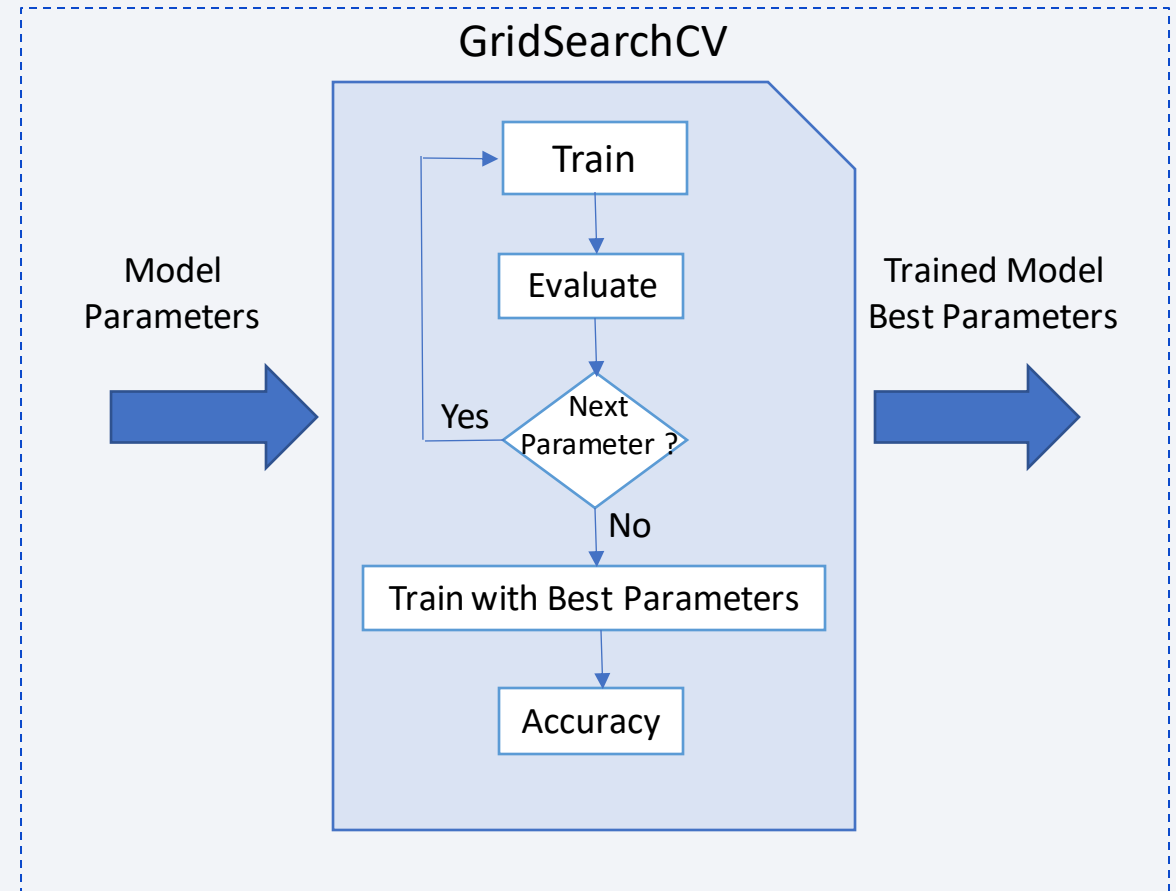 GridSearchCV
Train
Model
Parameters
Evaluate
Trained Model
Best Parameters
Yes
Next
Parameter ?
No
Train with Best Parameters
Accuracy